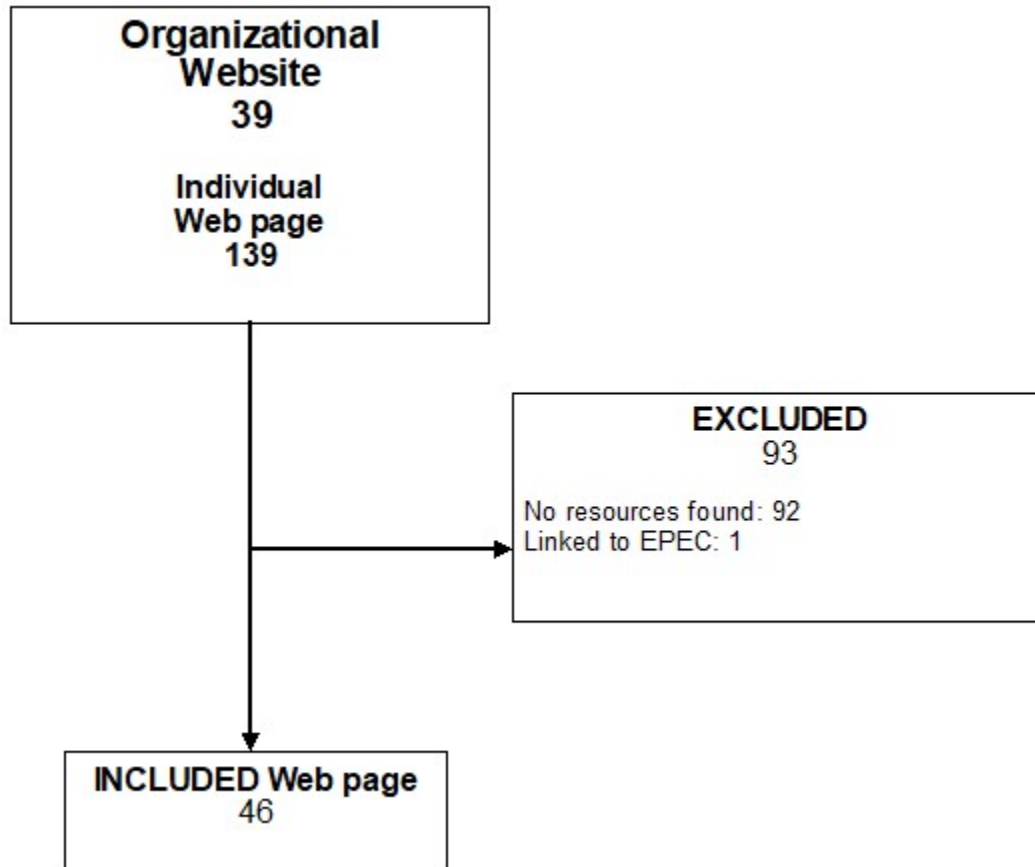 Organizational
Website
39
Individual
Web page
139
EXCLUDED
93
No resources found: 92
Linked to EPEC: 1
INCLUDED Web page
46